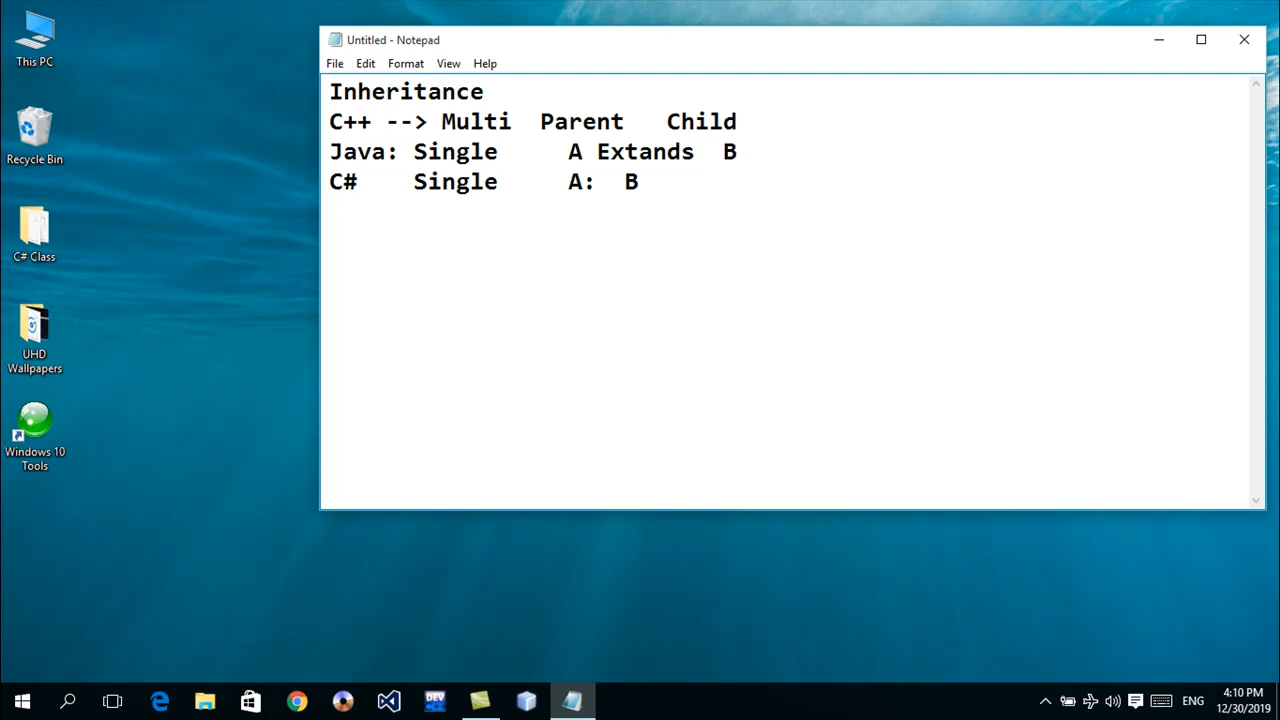 This PC
Recycle Bin
C# Class
UHD
Wallpapers
Windows 10
Tools
Untitled - Notepad
File Edit Format View Help
Inheritance
C++ --> Multi Parent Child
Java: Single A Extands B
C# Single A: B
DEV
ENG
4:10 PM
12/30/2019